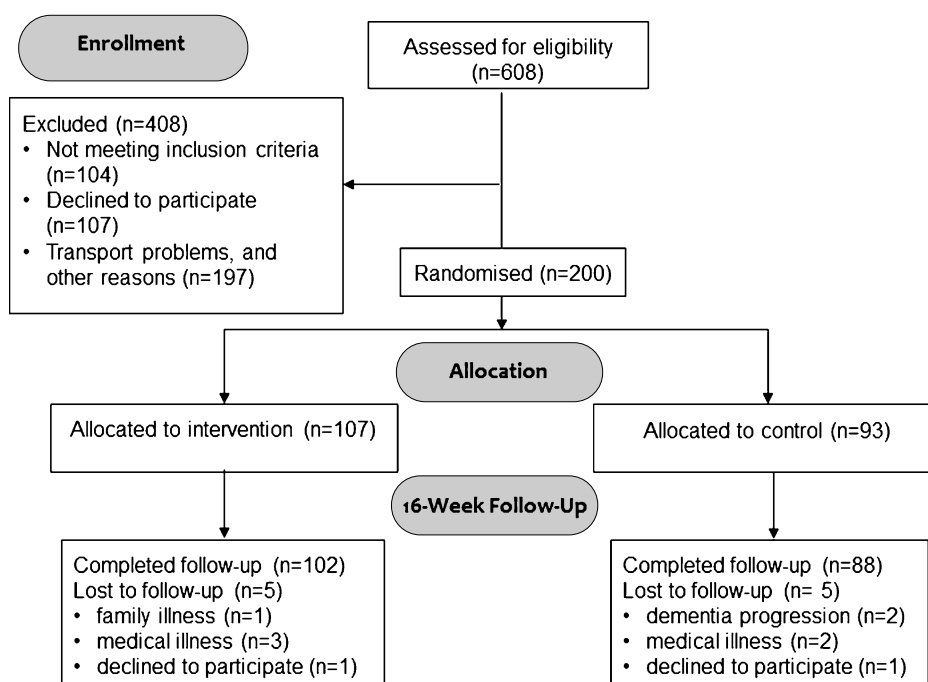 Enrollment
Assessed for eligibility
(n=608)
Excluded (n=408)
• Not meeting inclusion criteria
(n=104)
• Declined to participate
(n=107)
• Transport problems, and
other reasons (n=197)
Randomised (n=200)
Allocation
Allocated to intervention (n=107)
Allocated to control (n=93)
16-Week Follow-Up
Completed follow-up (n=102)
Lost to follow-up (n=5)
• family illness (n=1)
• medical illness (n=3)
• declined to participate (n=1)
Completed follow-up (n=88)
Lost to follow-up (n= 5)
• dementia progression (n=2)
• medical illness (n=2)
• declined to participate (n=1)